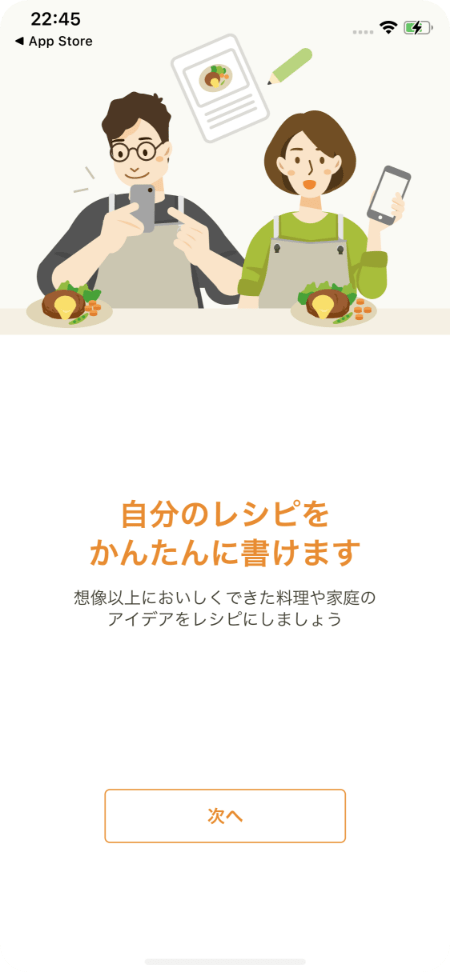 22:45
◀ App Store
自分のレシピを
かんたんに書けます
想像以上においしくできた料理や家庭の
アイデアをレシピにしましょう
次へ